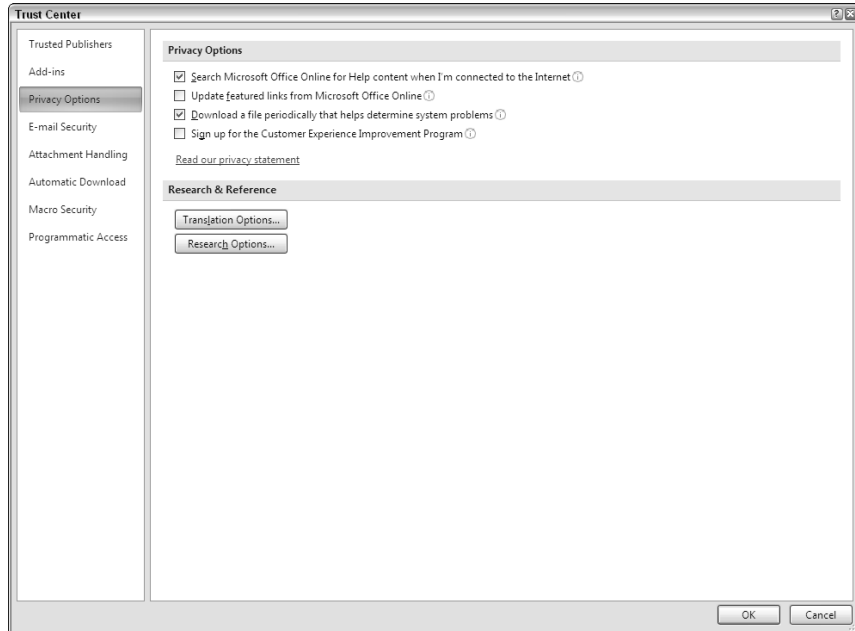 Trust Center
Trusted Publishers
Add-ins
Privacy Options
E-mail Security
Attachment Handling
Automatic Download
Macro Security
Programmatic Access
Privacy Options
Search Microsoft Office Online for Help content when I'm connected to the Internet
Update featured links from Microsoft Office Online
Download a file periodically that helps determine system problems
Sign up for the Customer Experience Improvement Program
Read our privacy statement
Research & Reference
Translation Options...
Research Options...
OK Cancel